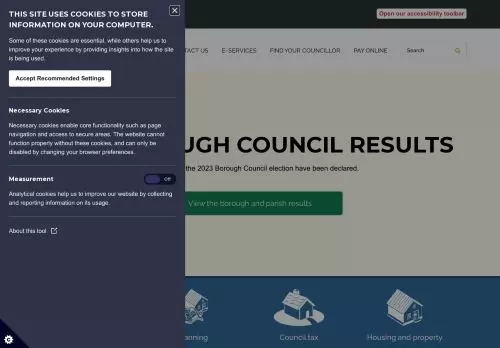 THIS SITE USES COOKIES TO STORE
INFORMATION ON YOUR COMPUTER.
Some of these cookies are essential, while others help us to
improve your experience by providing insights into how the site
is being used.
Accept Recommended Settings
Necessary Cookies
Necessary cookies enable core functionality such as page
navigation and access to secure areas. The website cannot
function properly without these cookies, and can only be
disabled by changing your browser preferences.
Measurement
Off
Analytical cookies help us to improve our website by collecting
and reporting information on its usage.
About this tool
Open our accessibility toolbar
ACT US
E-SERVICES
FIND YOUR COUNCILLOR
PAY ONLINE
Search
OUGH COUNCIL RESULTS
the 2023 Borough Council election have been declared.
View the borough and parish results
anning
Council tax
Housing and property